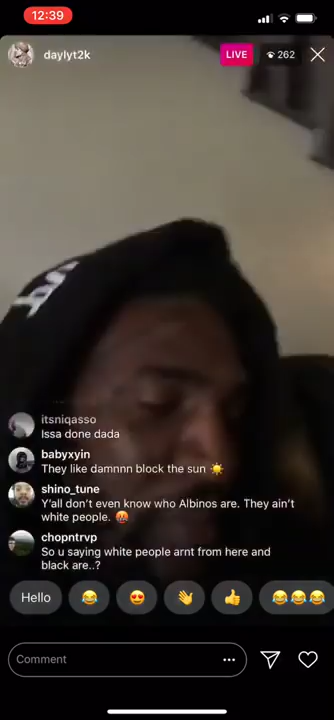 12:39
daylyt2k
LIVE
262
itsniqasso
Issa done dada
babyxyin
They like damnnn block the sun ☀️
shino_tune
Y'all don't even know who Albinos are. They ain't
white people. 🤬
chopntrvp
So u saying white people arnt from here and
black are..?
Hello
Comment